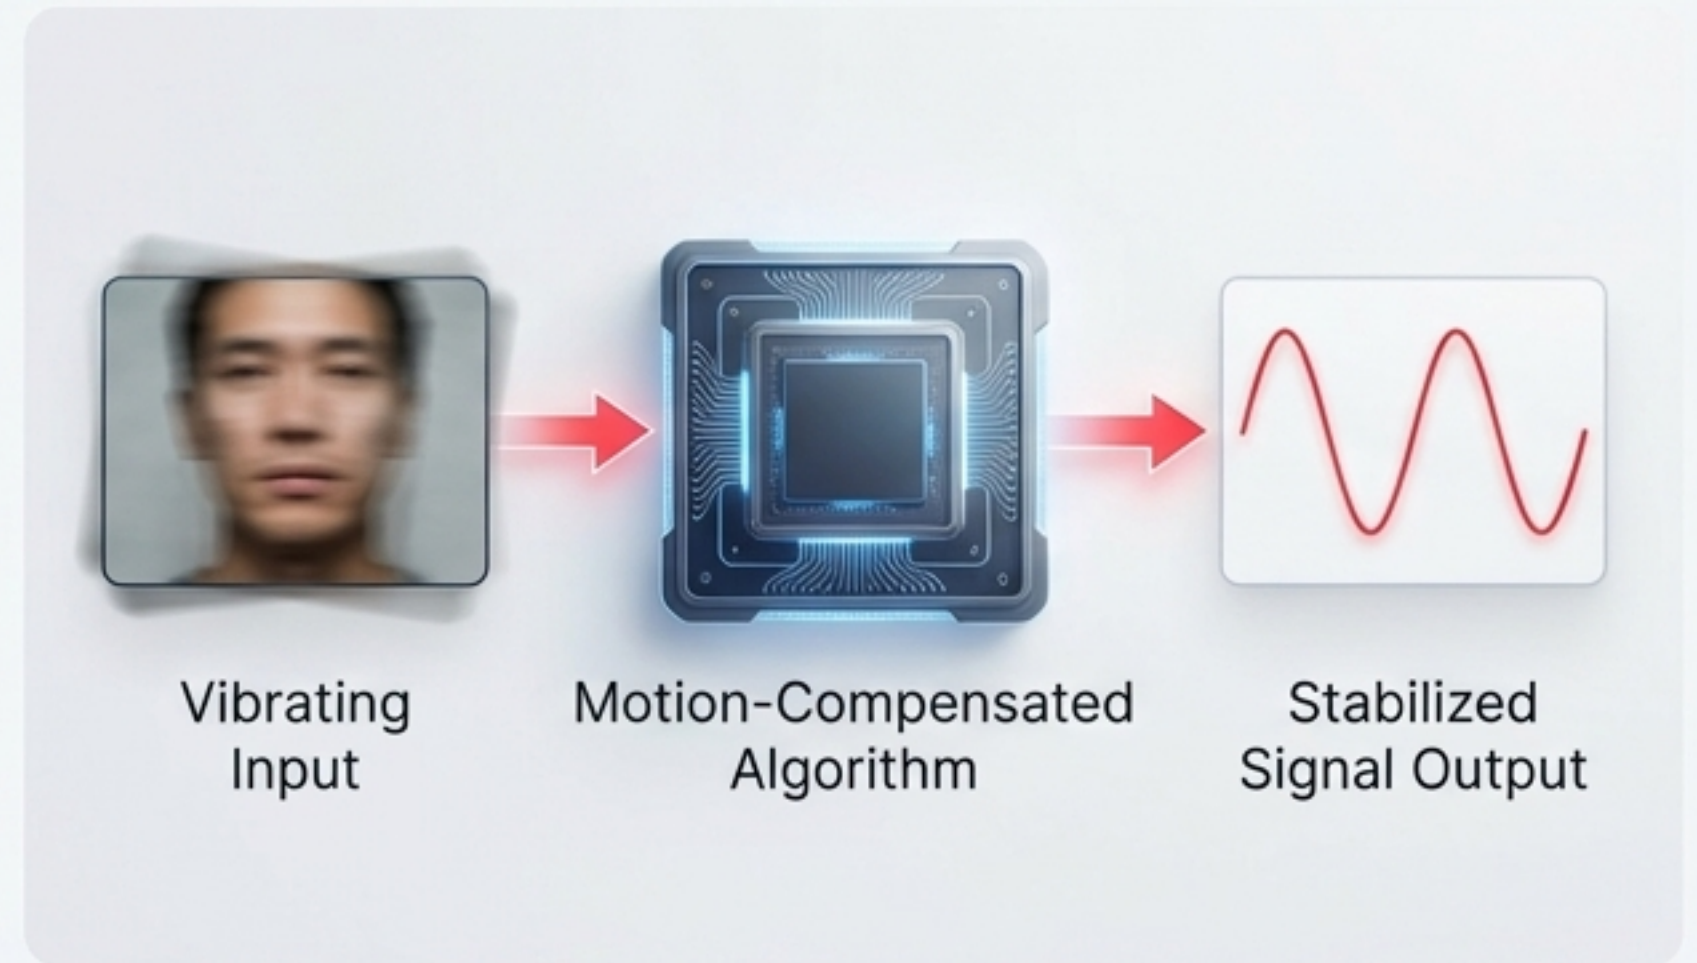 Vibrating
Input
Motion-Compensated
Algorithm
Stabilized
Signal Output